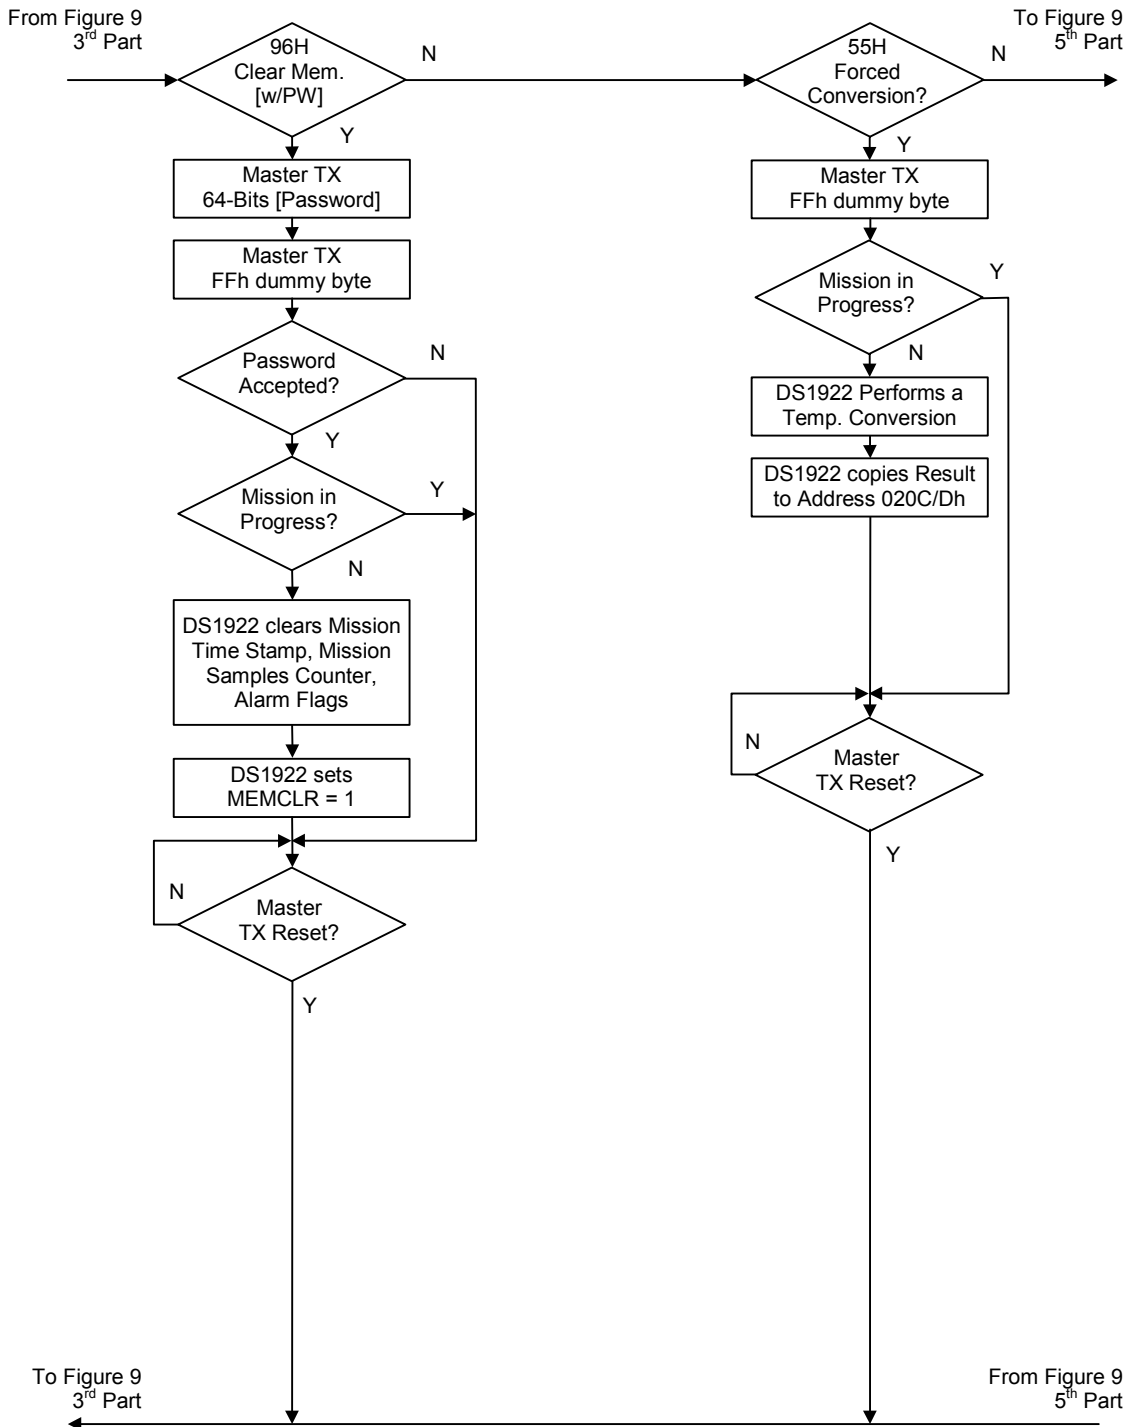 From Figure 9
3rd Part
To Figure 9
5th Part
96H
Clear Mem.
[w/PW]
N
55H
Forced
Conversion?
N
Y
Y
Master TX
64-Bits [Password]
Master TX
FFh dummy byte
Master TX
FFh dummy byte
Mission in
Progress?
Y
Password
Accepted?
N
N
DS1922 Performs a
Temp. Conversion
Y
Mission in
Progress?
Y
DS1922 copies Result
to Address 020C/Dh
N
DS1922 clears Mission
Time Stamp, Mission
Samples Counter,
Alarm Flags
DS1922 sets
MEMCLR = 1
N
Master
TX Reset?
Y
N
Master
TX Reset?
Y
To Figure 9
3rd Part
From Figure 9
5th Part